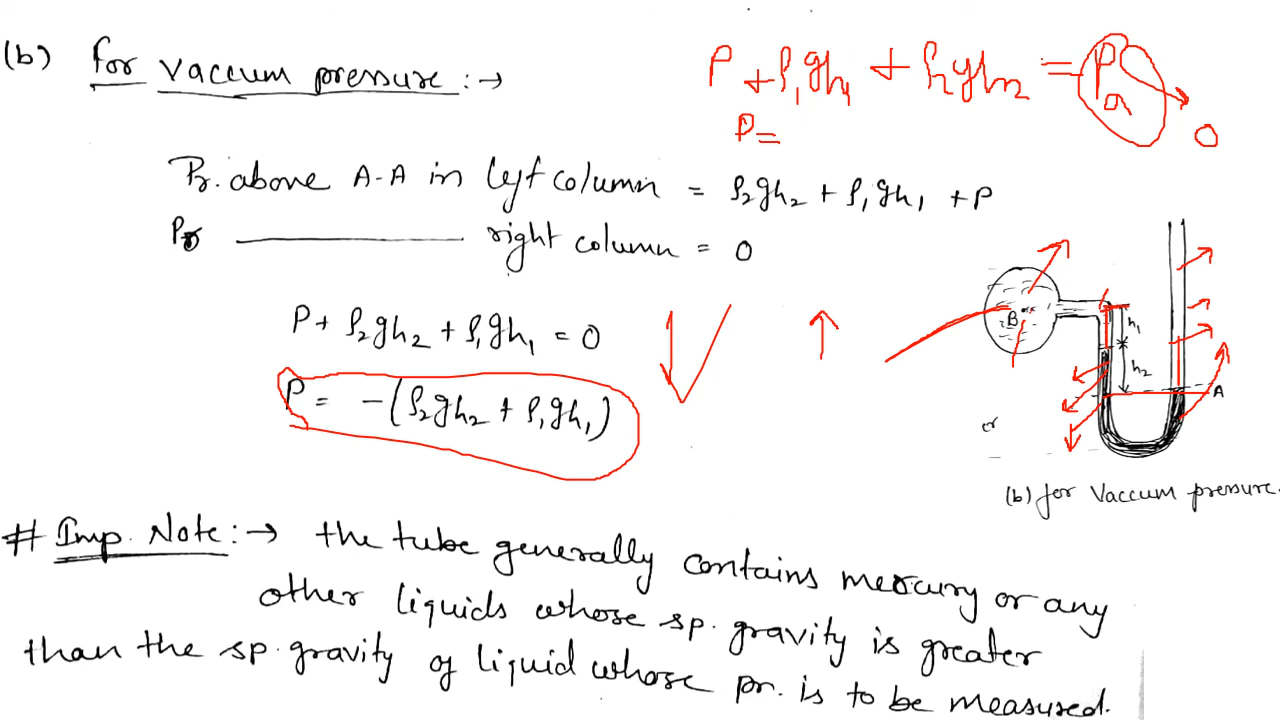 (b) for vaccum pressure :→
P + ρ₁gh₁ + ρ₂gh₂ = Pa
0
P =
Pr. above A-A in left column = ρ₂gh₂ + ρ₁gh₁ + P
Pr ——— right column = 0
P + ρ₂gh₂ + ρ₁gh₁ = 0
P = -(ρ₂gh₂ + ρ₁gh₁)
B
h₁
h₂
A
or
(b) for Vaccum pressure.
# Imp. Note :→ the tube generally contains mercury or any
other liquids whose sp. gravity is greater
than the sp. gravity of liquid whose pr. is to be measured.